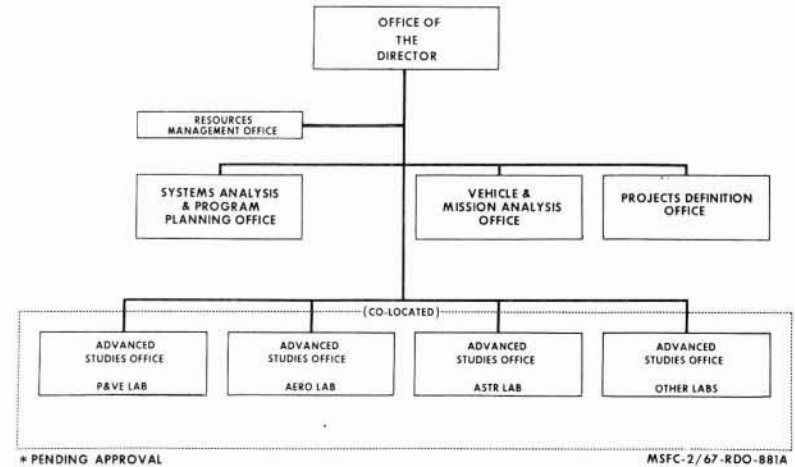 OFFICE OF
THE
DIRECTOR
RESOURCES
MANAGEMENT OFFICE
SYSTEMS ANALYSIS
& PROGRAM
PLANNING OFFICE
VEHICLE &
MISSION ANALYSIS
OFFICE
PROJECTS DEFINITION
OFFICE
(CO-LOCATED)
ADVANCED
STUDIES OFFICE
P&VE LAB
ADVANCED
STUDIES OFFICE
AERO LAB
ADVANCED
STUDIES OFFICE
ASTR LAB
ADVANCED
STUDIES OFFICE
OTHER LABS
* PENDING APPROVAL
MSFC-2/67-RDO-881A